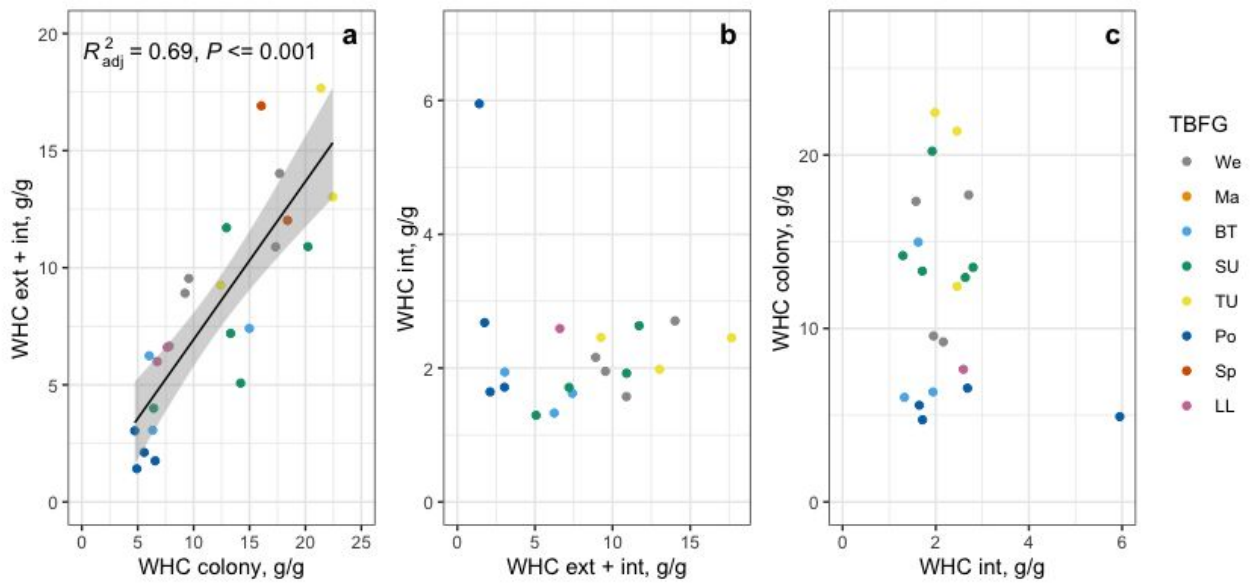 a
R²adj = 0.69, P <= 0.001
20
15
10
5
0
WHC ext + int, g/g
0 5 10 15 20 25
WHC colony, g/g
b
6
4
2
0
WHC int, g/g
0 5 10 15
WHC ext + int, g/g
c
20
10
0
WHC colony, g/g
0 2 4 6
WHC int, g/g
TBFG
We
Ma
BT
SU
TU
Po
Sp
LL